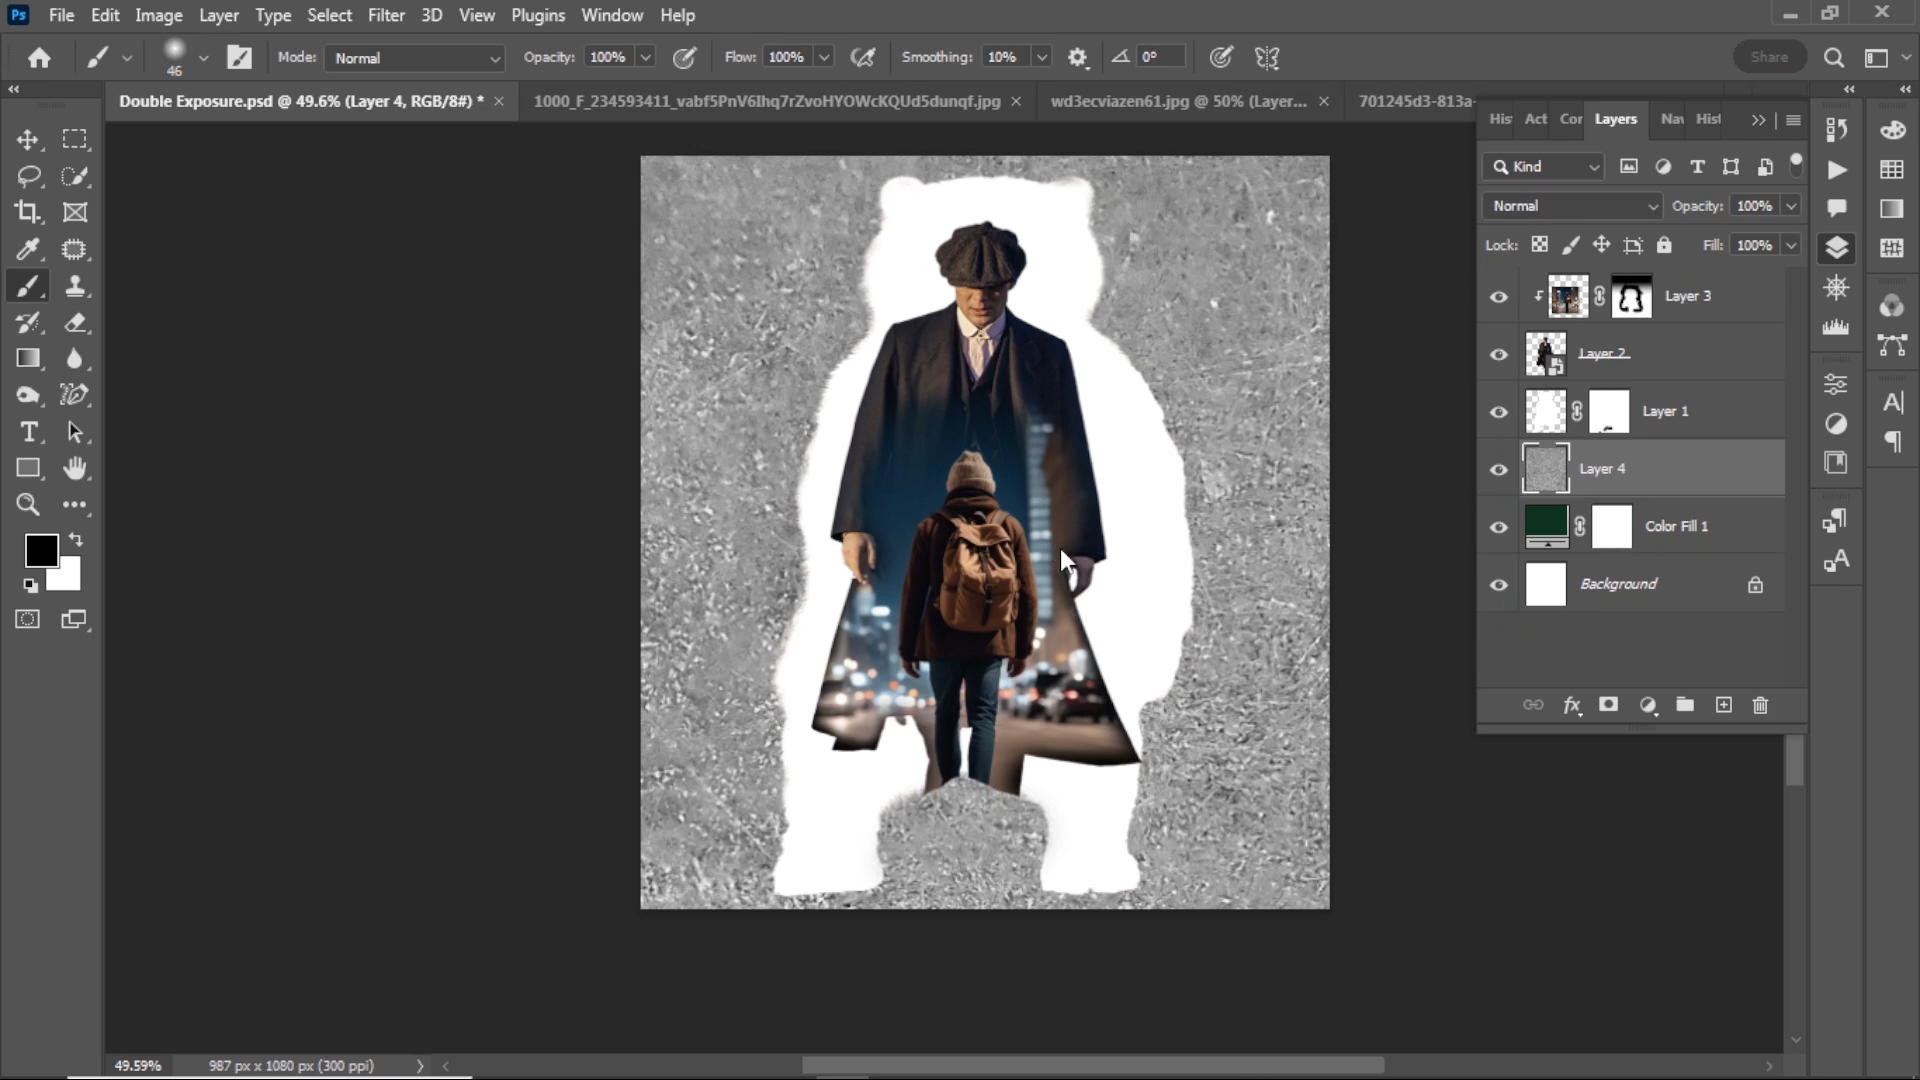 Ps File Edit Image Layer Type Select Filter 3D View Plugins Window Help
46 Mode: Normal Opacity: 100% Flow: 100% Smoothing: 10% 0° Share
Double Exposure.psd @ 49.6% (Layer 4, RGB/8#) * × 1000_F_234593411_vabf5PnV6Ihq7rZvoHYOWcKQUd5dunqf.jpg × wd3ecviazen61.jpg @ 50% (Layer... × 701245d3-813a-
His Act Cor Layers Nav Hist
Kind
Normal Opacity: 100%
Lock: Fill: 100%
Layer 3
Layer 2
Layer 1
Layer 4
Color Fill 1
Background
fx
49.59% 987 px x 1080 px (300 ppi)